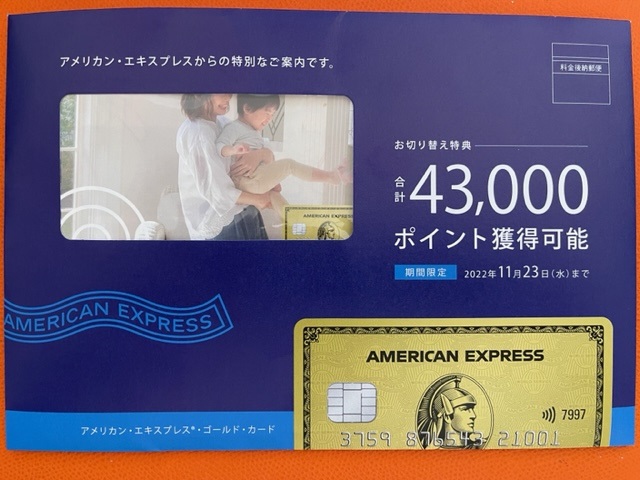 アメリカン・エキスプレスからの特別なご案内です。
料金後納郵便
お切り替え特典
合計 43,000
ポイント獲得可能
期間限定 2022年11月23日(水)まで
AMERICAN EXPRESS
AMERICAN EXPRESS
AMERICAN EXPRESS
7997
3759 876543 21001
アメリカン・エキスプレス®・ゴールド・カード